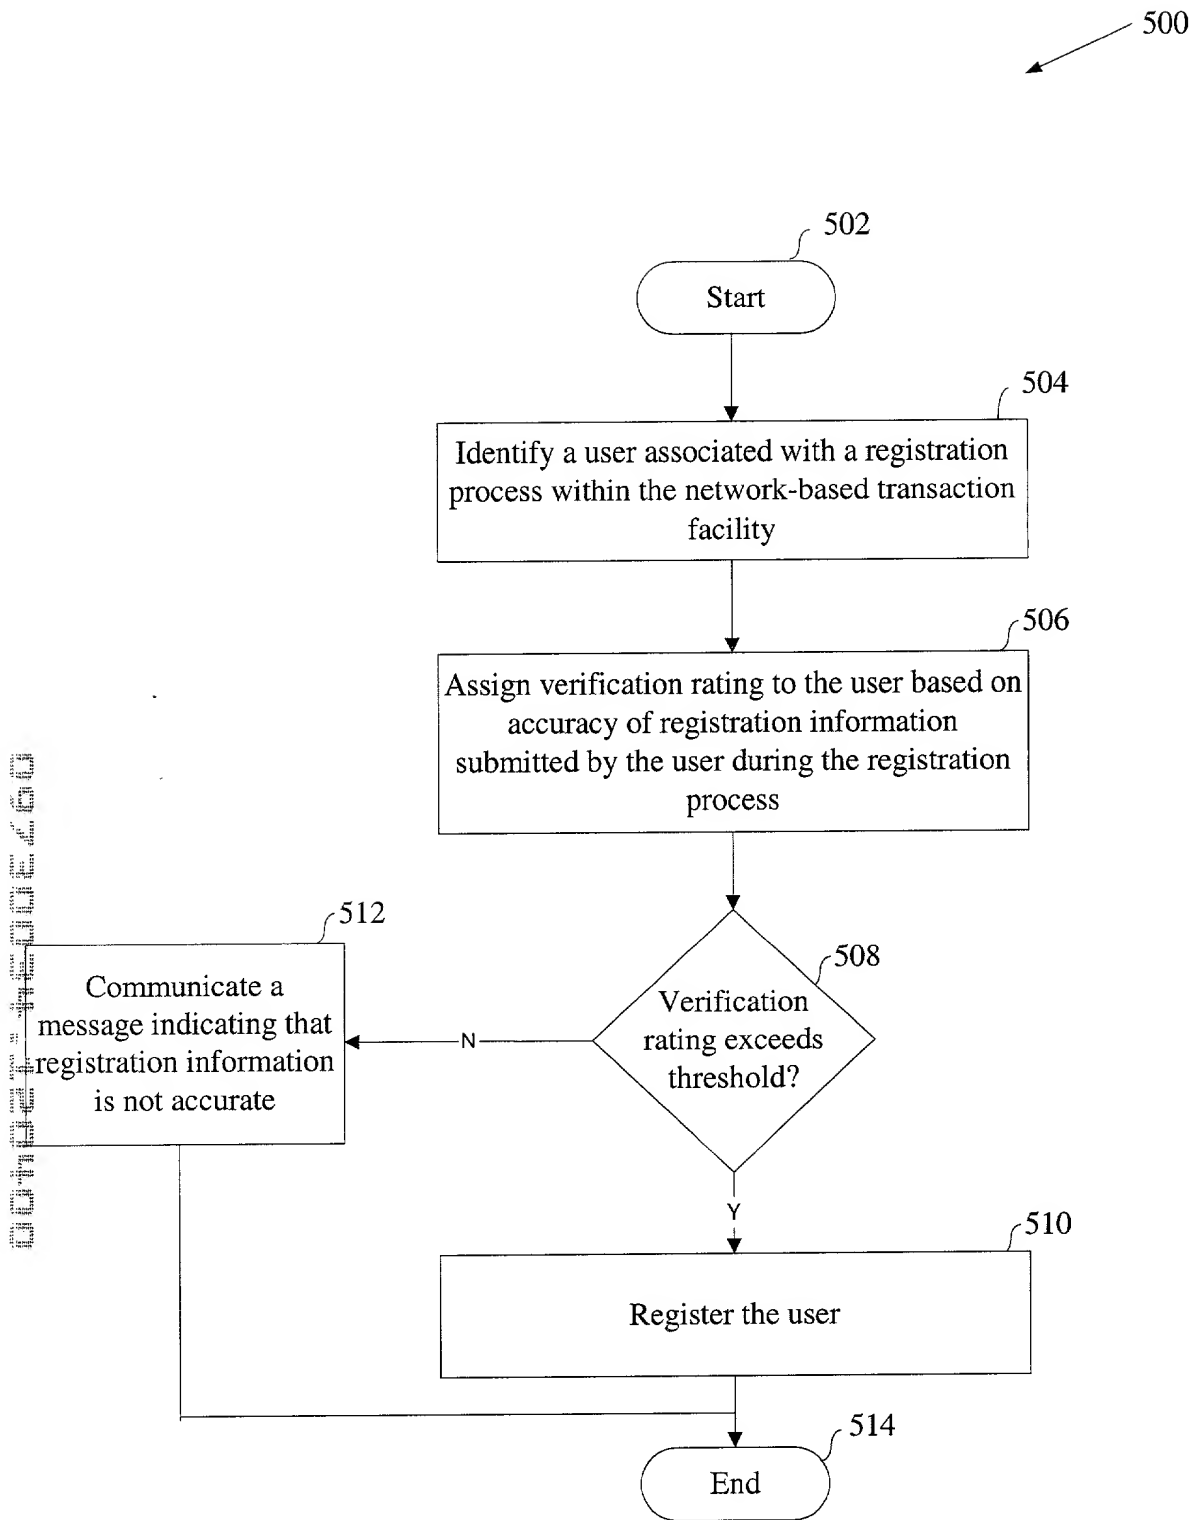 500
502
Start
504
Identify a user associated with a registration
process within the network-based transaction
facility
506
Assign verification rating to the user based on
accuracy of registration information
submitted by the user during the registration
process
512
Communicate a
message indicating that
registration information
is not accurate
508
Verification
rating exceeds
threshold?
N
Y
510
Register the user
514
End